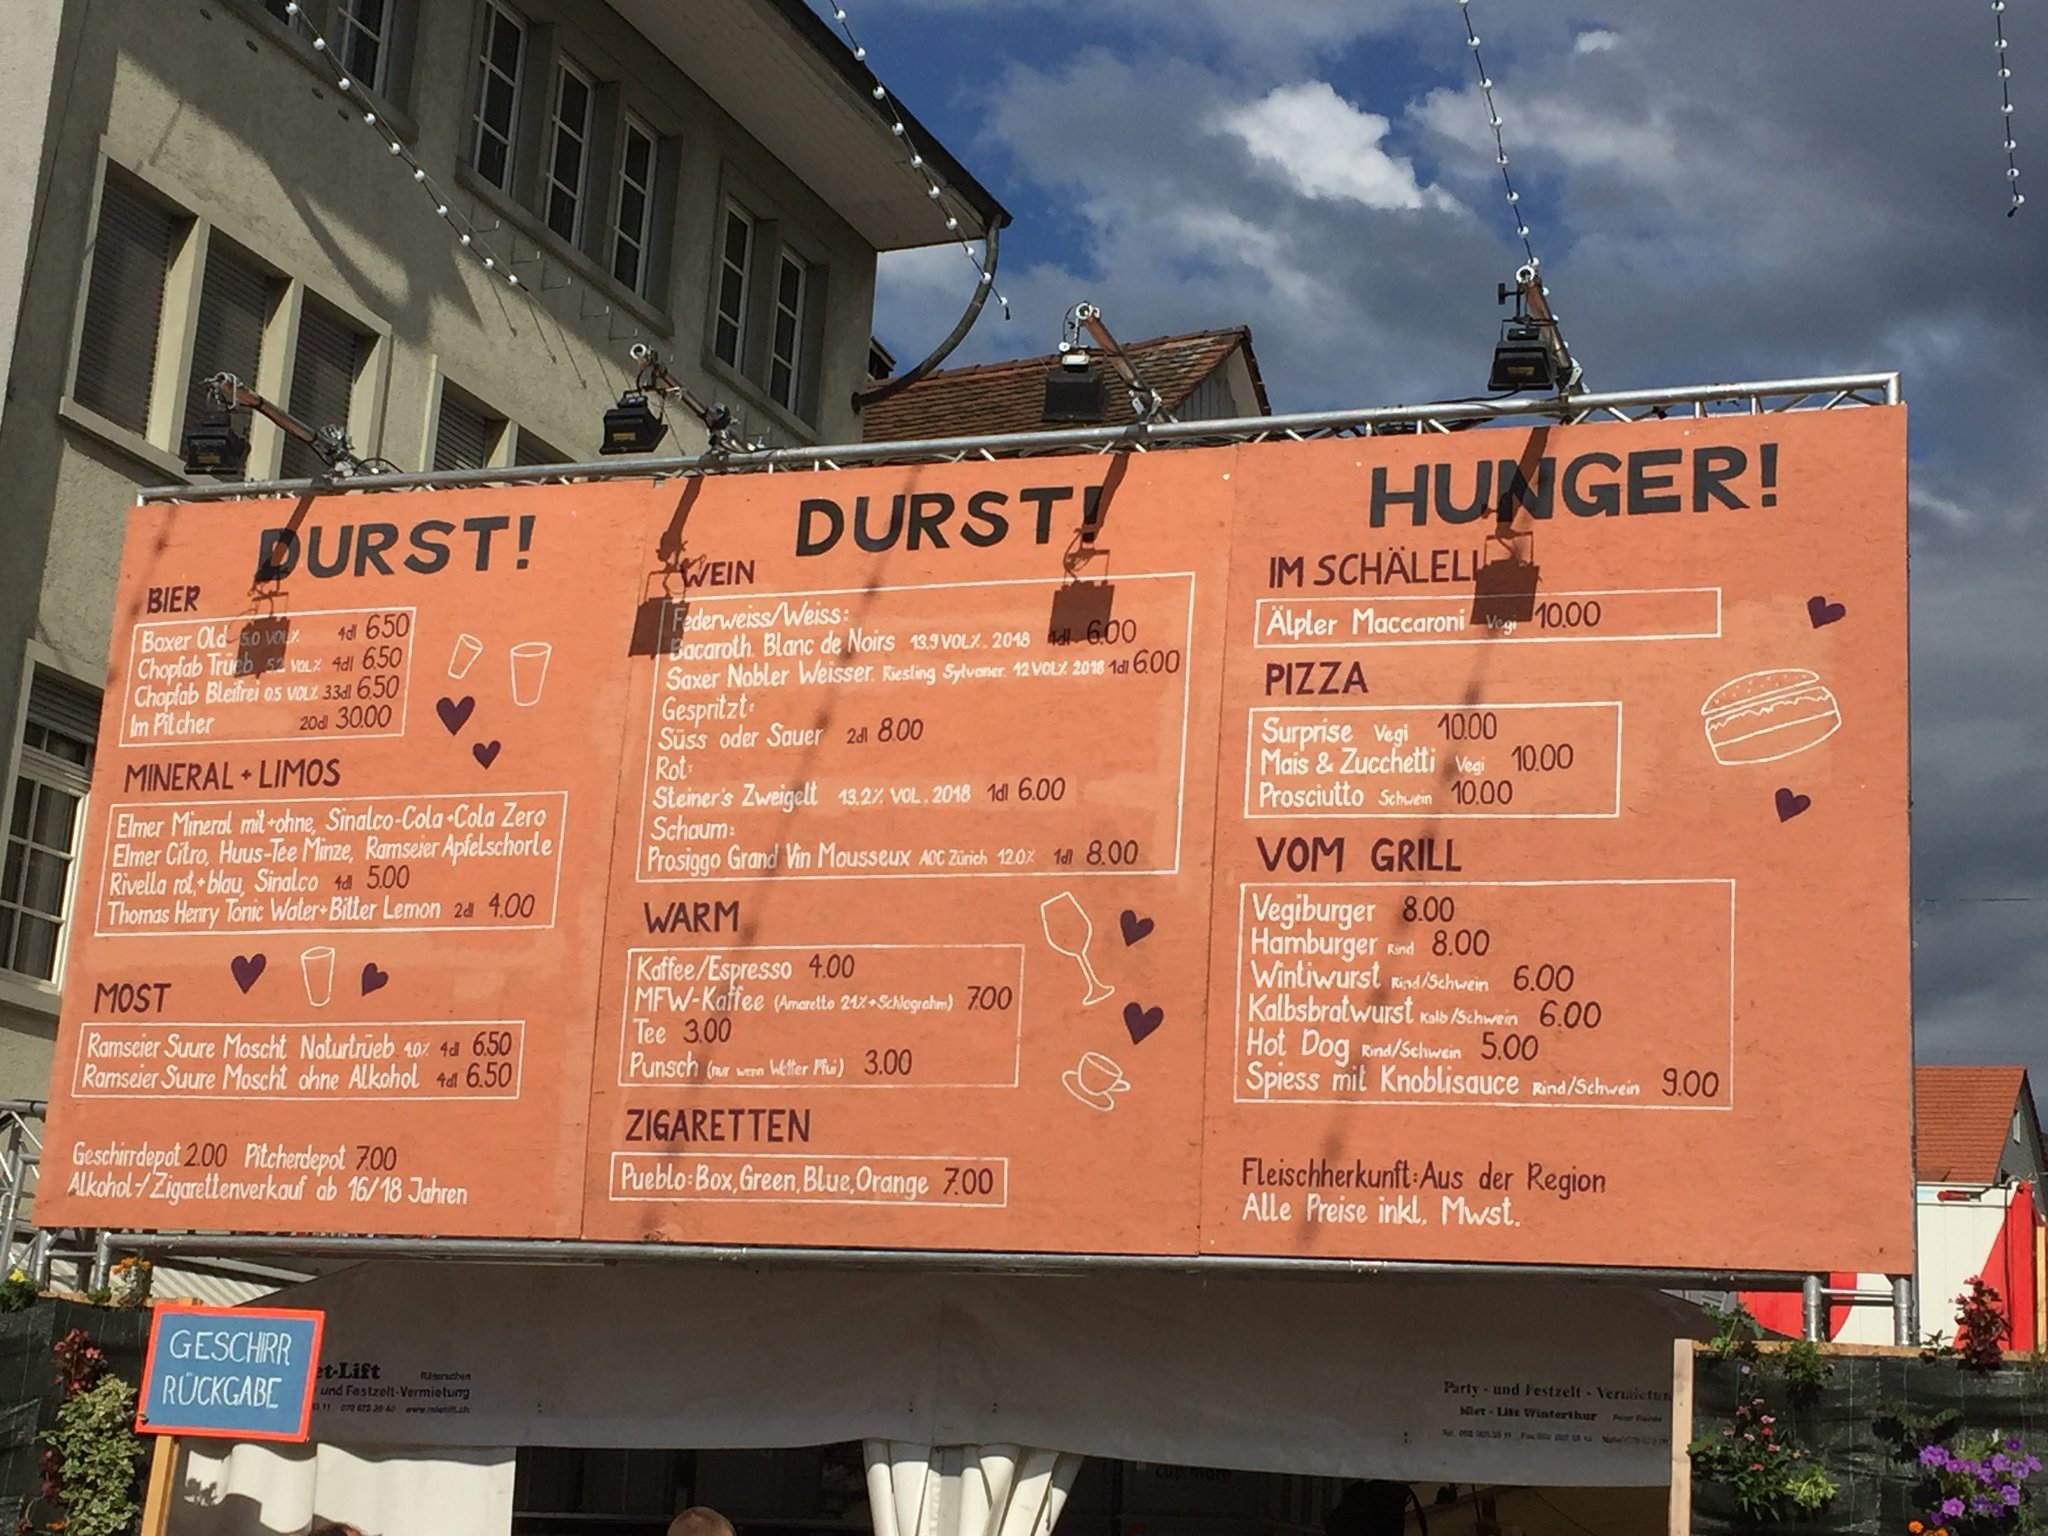 DURST!
BIER
Boxer Old 5.0 VOL% 4dl 6.50
Chopfab Trüeb 5.2 VOL% 4dl 6.50
Chopfab Bleifrei 0.5 VOL% 33dl 6.50
Im Pitcher 20dl 30.00
MINERAL + LIMOS
Elmer Mineral mit+ohne, Sinalco-Cola+Cola Zero
Elmer Citro, Huus-Tee Minze, Ramseier Apfelschorle
Rivella rot,+blau, Sinalco 4dl 5.00
Thomas Henry Tonic Water+Bitter Lemon 2dl 4.00
MOST
Ramseier Suure Moscht Naturtrüeb 4.0% 4dl 6.50
Ramseier Suure Moscht ohne Alkohol 4dl 6.50
Geschirrdepot 2.00 Pitcherdepot 7.00
Alkohol-/Zigarettenverkauf ab 16/18 Jahren
DURST!
WEIN
Federweiss/Weiss:
Bacaroth. Blanc de Noirs 13.9 VOL%. 2018 1dl 6.00
Saxer Nobler Weisser. Riesling Sylvaner. 12 VOL% 2018 1dl 6.00
Gespritzt:
Süss oder Sauer 2dl 8.00
Rot:
Steiner's Zweigelt 13.2% VOL. 2018 1dl 6.00
Schaum:
Prosiggo Grand Vin Mousseux AOC Zürich 12.0% 1dl 8.00
WARM
Kaffee/Espresso 4.00
MFW-Kaffee (Amaretto 21%+Schlagrahm) 7.00
Tee 3.00
Punsch (nur wenn Wetter Pfui) 3.00
ZIGARETTEN
Pueblo: Box, Green, Blue, Orange 7.00
HUNGER!
IM SCHÄLELI
Älpler Maccaroni Vegi 10.00
PIZZA
Surprise Vegi 10.00
Mais & Zucchetti Vegi 10.00
Prosciutto Schwein 10.00
VOM GRILL
Vegiburger 8.00
Hamburger Rind 8.00
Wintiwurst Rind/Schwein 6.00
Kalbsbratwurst Kalb/Schwein 6.00
Hot Dog Rind/Schwein 5.00
Spiess mit Knoblisauce Rind/Schwein 9.00
Fleischherkunft: Aus der Region
Alle Preise inkl. Mwst.
GESCHIRR
RÜCKGABE
et-Lift
und Festzelt-Vermietung
www.mietlift.ch
Party - und Festzelt - Vermietun
Miet - Lift Winterthur